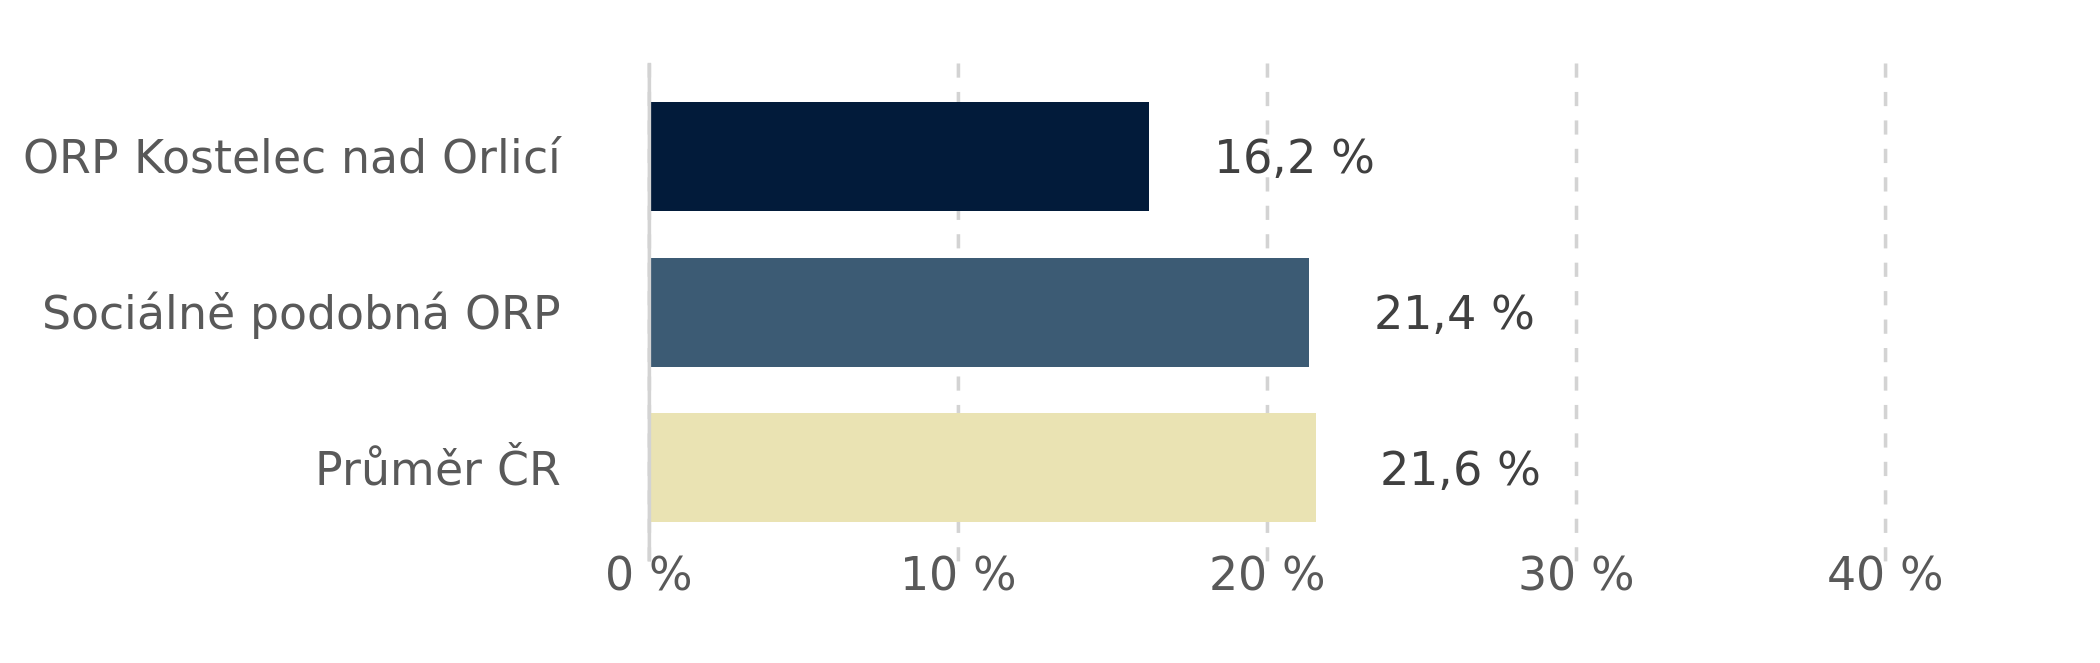 ORP Kostelec nad Orlicí
16,2 %
Sociálně podobná ORP
21,4 %
Průměr ČR
21,6 %
0 %
10 %
20 %
30 %
40 %